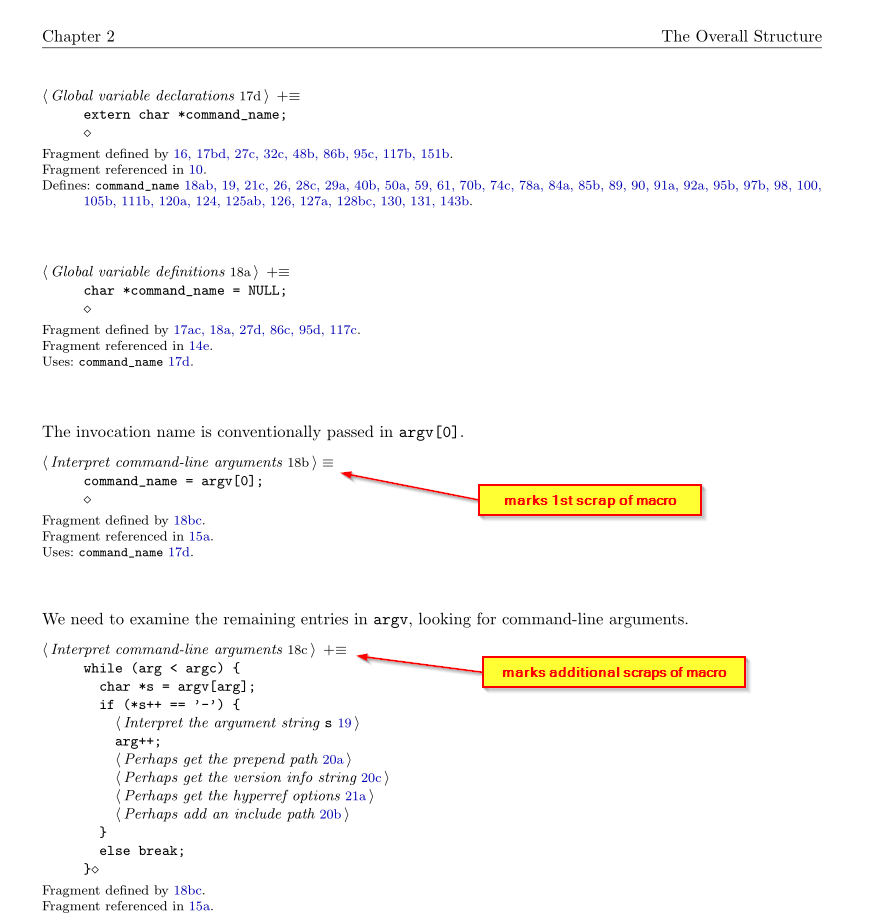 Chapter 2 The Overall Structure
⟨ Global variable declarations 17d ⟩ +≡
extern char *command_name;
◇
Fragment defined by 16, 17bd, 27c, 32c, 48b, 86b, 95c, 117b, 151b.
Fragment referenced in 10.
Defines: command_name 18ab, 19, 21c, 26, 28c, 29a, 40b, 50a, 59, 61, 70b, 74c, 78a, 84a, 85b, 89, 90, 91a, 92a, 95b, 97b, 98, 100,
105b, 111b, 120a, 124, 125ab, 126, 127a, 128bc, 130, 131, 143b.
⟨ Global variable definitions 18a ⟩ +≡
char *command_name = NULL;
◇
Fragment defined by 17ac, 18a, 27d, 86c, 95d, 117c.
Fragment referenced in 14e.
Uses: command_name 17d.
The invocation name is conventionally passed in argv[0].
⟨ Interpret command-line arguments 18b ⟩ ≡
command_name = argv[0];
◇
marks 1st scrap of macro
Fragment defined by 18bc.
Fragment referenced in 15a.
Uses: command_name 17d.
We need to examine the remaining entries in argv, looking for command-line arguments.
⟨ Interpret command-line arguments 18c ⟩ +≡
marks additional scraps of macro
while (arg < argc) {
char *s = argv[arg];
if (*s++ == '-') {
⟨ Interpret the argument string s 19 ⟩
arg++;
⟨ Perhaps get the prepend path 20a ⟩
⟨ Perhaps get the version info string 20c ⟩
⟨ Perhaps get the hyperref options 21a ⟩
⟨ Perhaps add an include path 20b ⟩
}
else break;
}◇
Fragment defined by 18bc.
Fragment referenced in 15a.